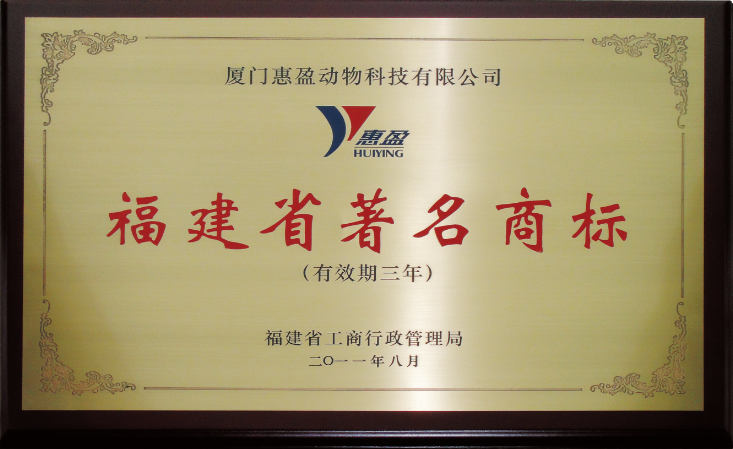 厦门惠盈动物科技有限公司
惠盈
HUIYING
福建省著名商标
(有效期三年)
福建省工商行政管理局
二〇一一年八月